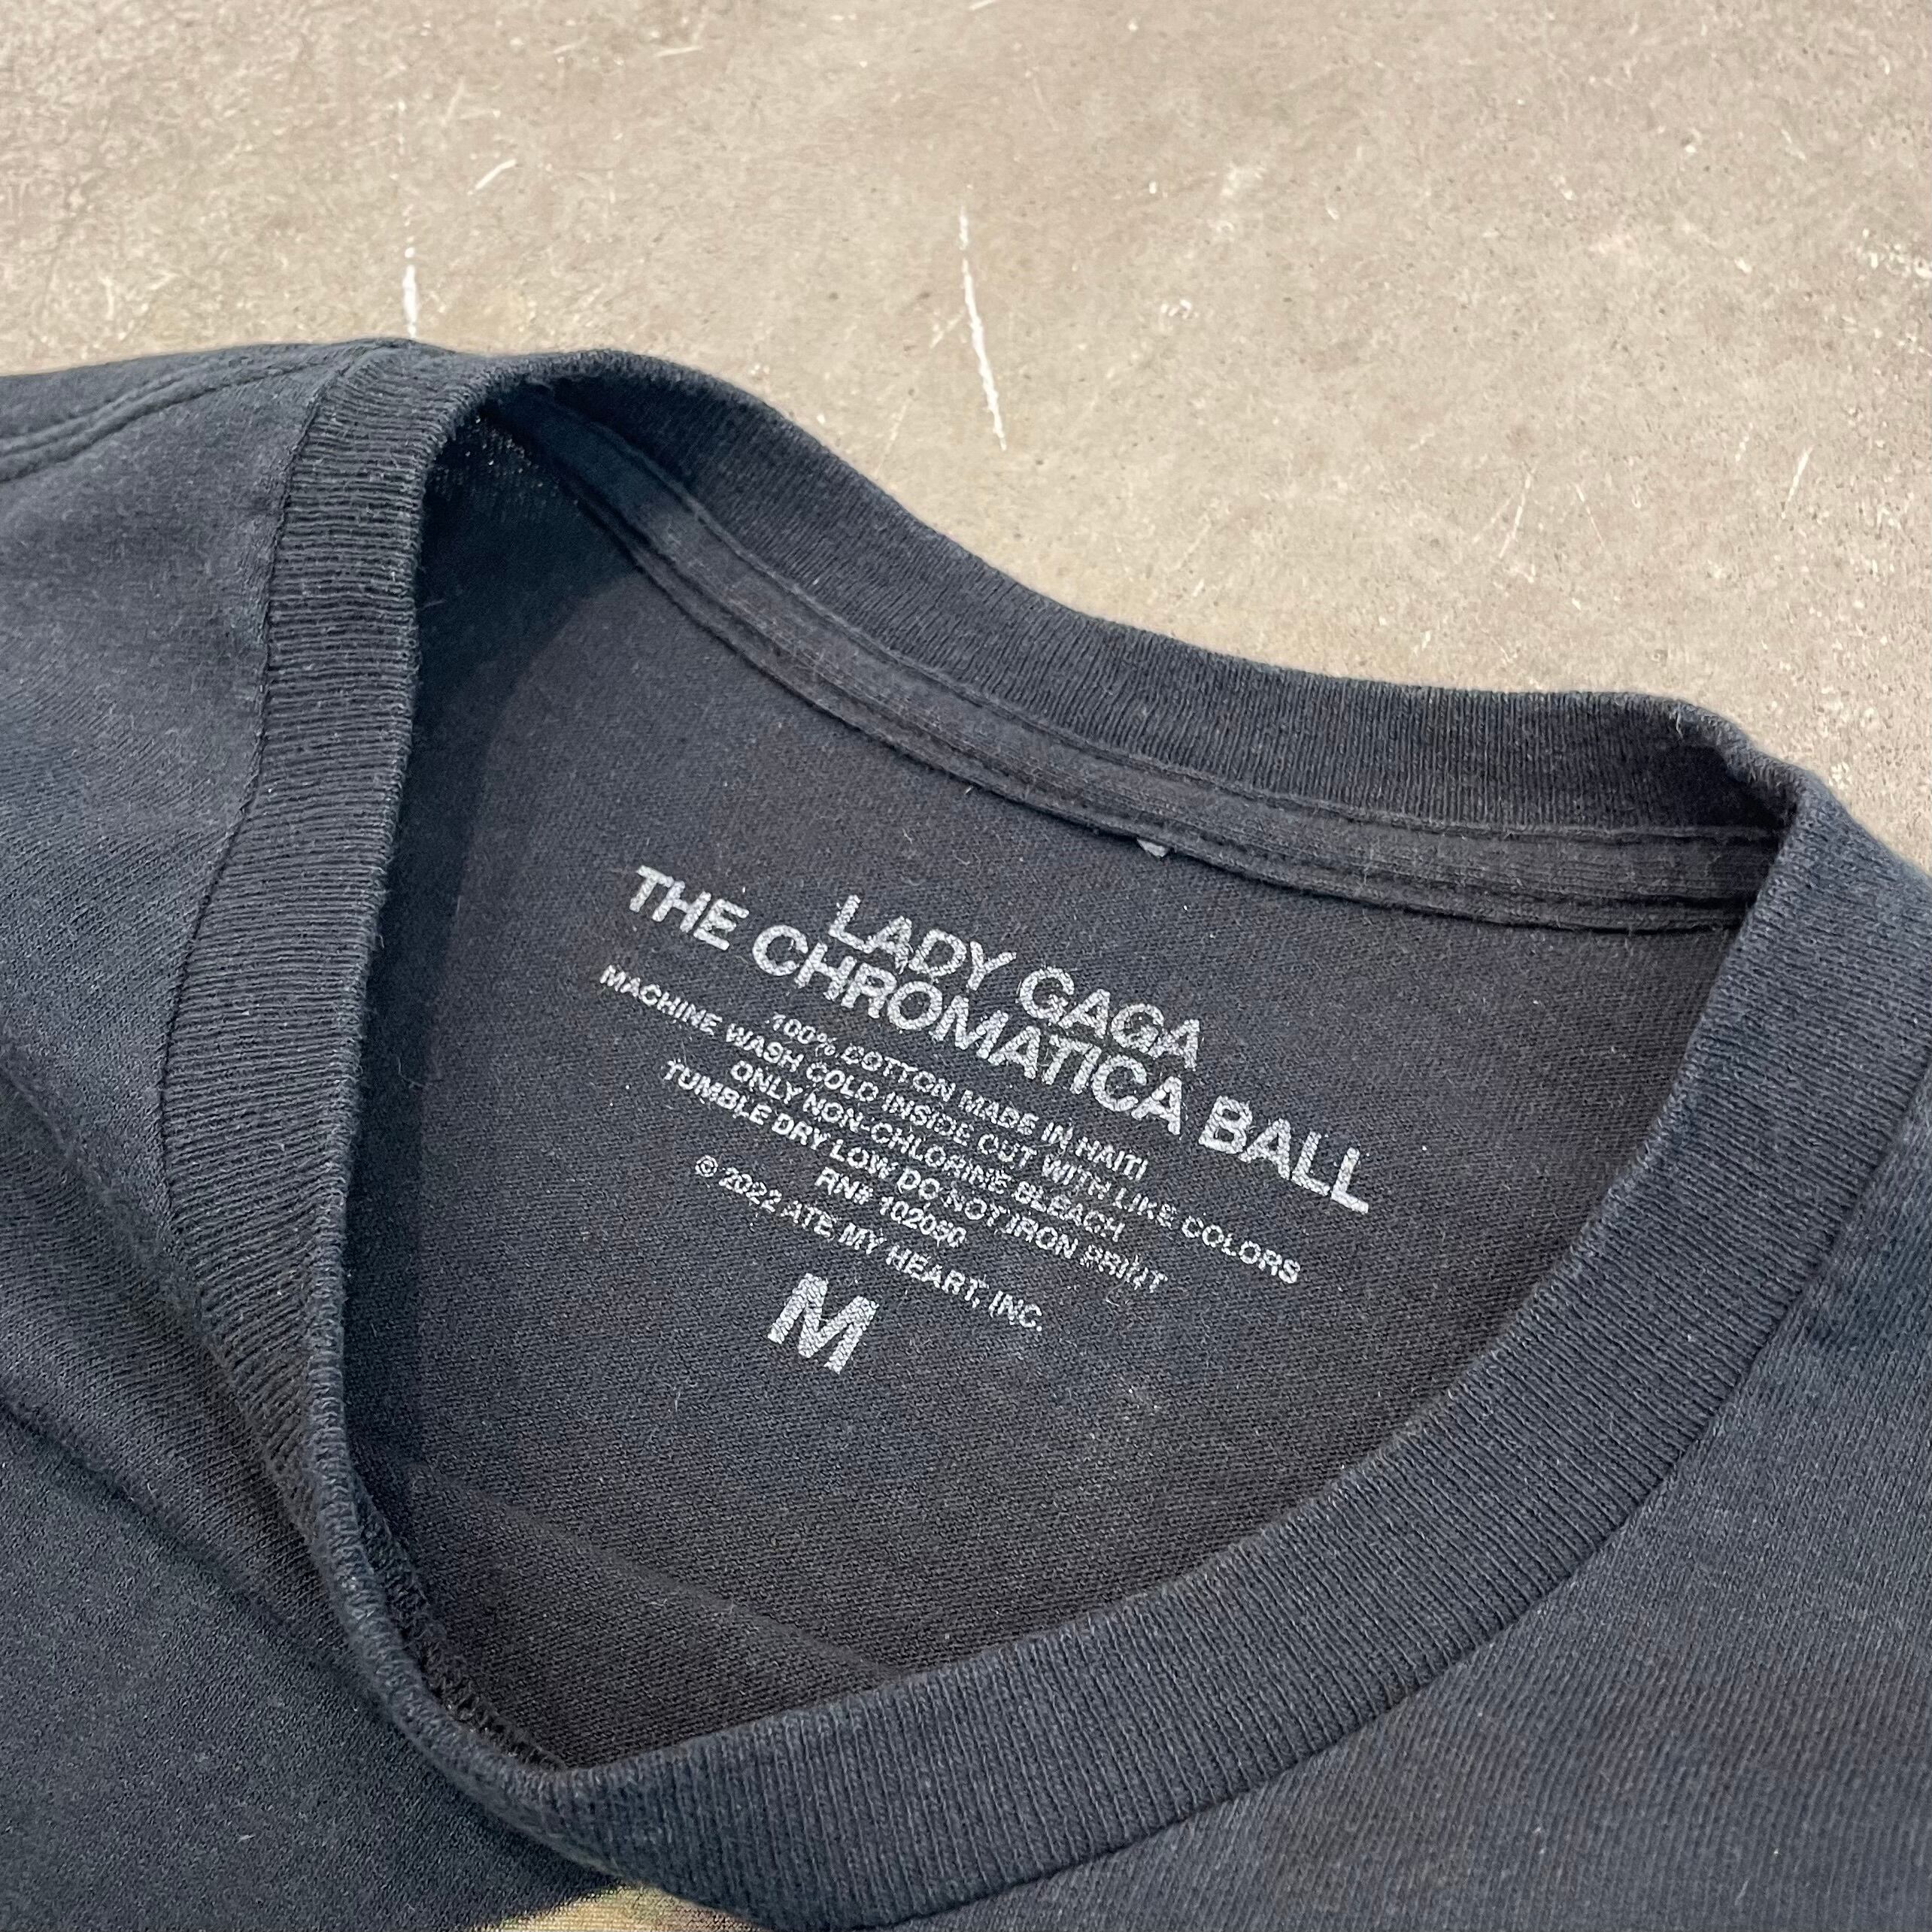 LADY GAGA
THE CHROMATICA BALL
100% COTTON MADE IN HAITI
MACHINE WASH COLD INSIDE OUT WITH LIKE COLORS
ONLY NON-CHLORINE BLEACH
TUMBLE DRY LOW DO NOT IRON PRINT
RN# 102050
© 2022 ATE MY HEART, INC.
M